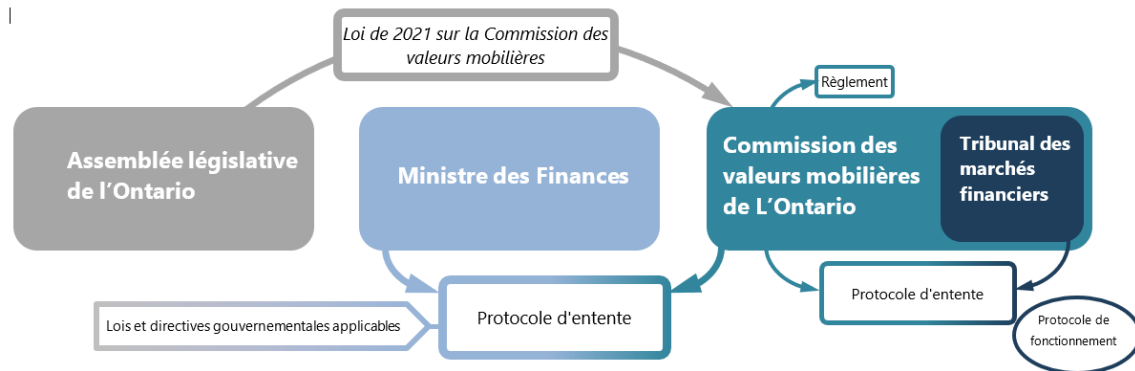 Loi de 2021 sur la Commission des
valeurs mobilières
Règlement
Assemblée législative
de l'Ontario
Ministre des Finances
Commission des
valeurs mobilières
de L'Ontario
Tribunal des
marchés
financiers
Lois et directives gouvernementales applicables
Protocole d'entente
Protocole d'entente
Protocole de
fonctionnement